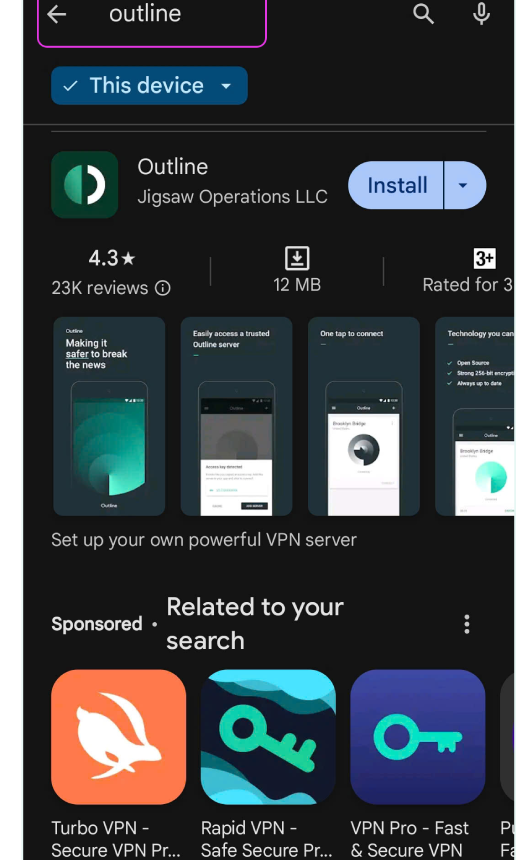 outline
This device
Outline
Jigsaw Operations LLC
Install
4.3★
23K reviews
12 MB
3+
Rated for 3
Outline
Making it
safer to break
the news
Outline
Easily access a trusted
Outline server
Outline
Access key detected
One tap to connect
Outline
Brooklyn Bridge
Technology you can
Open Source
Strong 256-bit encrypti
Always up to date
Outline
Brooklyn Bridge
Set up your own powerful VPN server
Sponsored ·
Related to your
search
Turbo VPN -
Secure VPN Pr...
Rapid VPN -
Safe Secure Pr...
VPN Pro - Fast
& Secure VPN